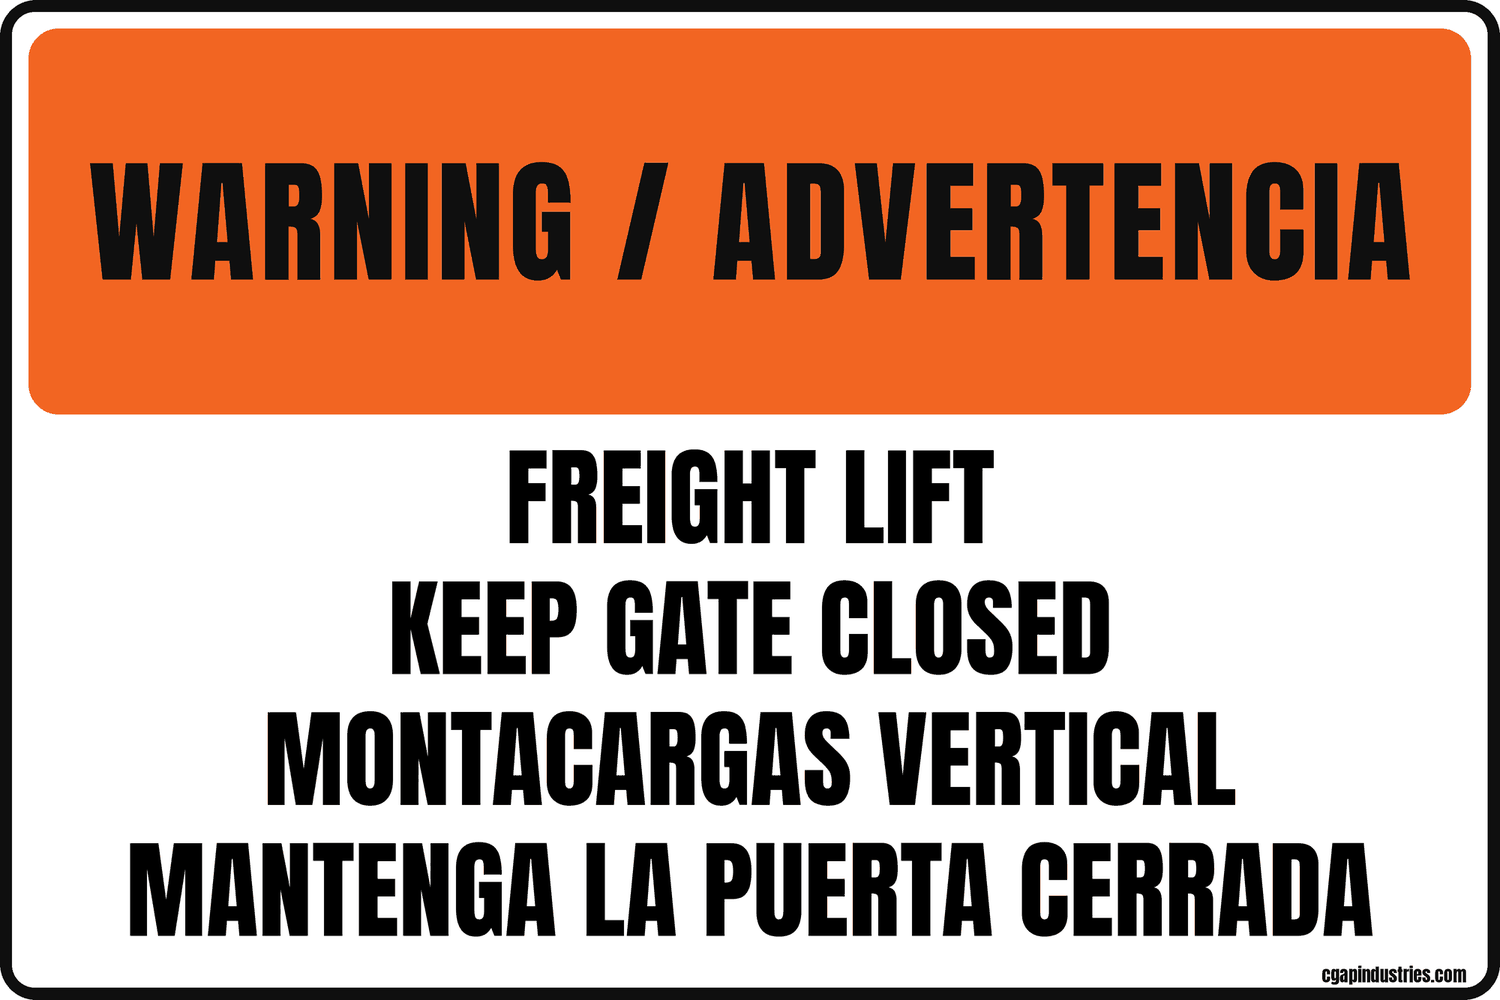 WARNING / ADVERTENCIA
FREIGHT LIFT
KEEP GATE CLOSED
MONTACARGAS VERTICAL
MANTENGA LA PUERTA CERRADA
cgapindustries.com